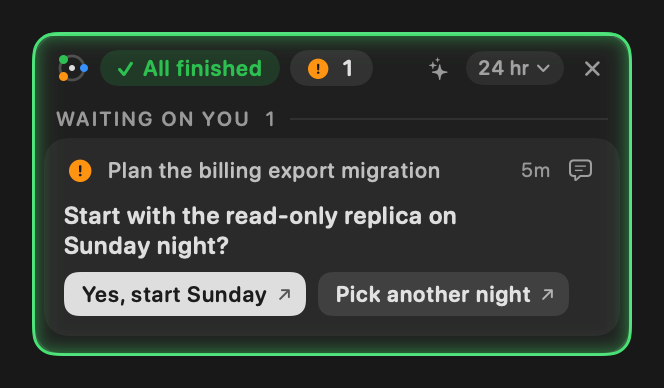 All finished 1 24 hr
WAITING ON YOU 1
Plan the billing export migration 5m
Start with the read-only replica on
Sunday night?
Yes, start Sunday Pick another night